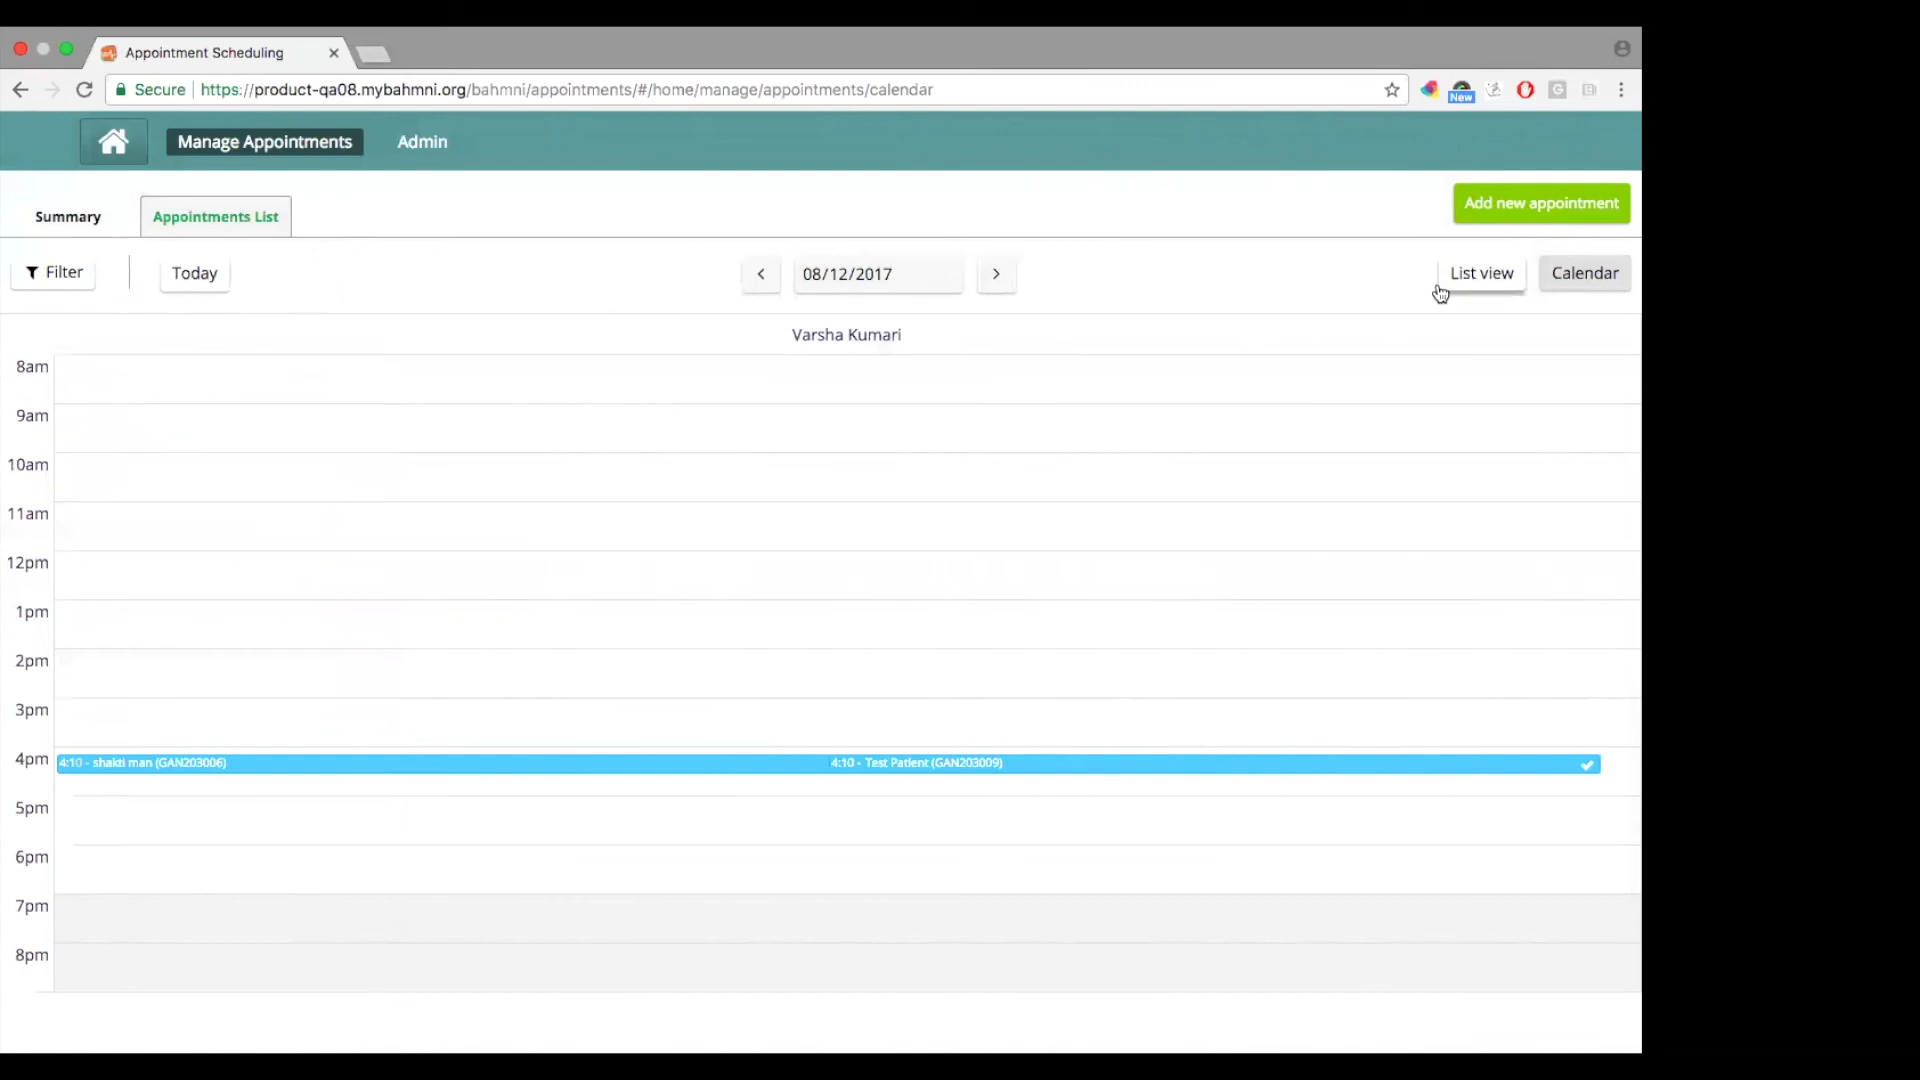 Appointment Scheduling
Secure https://product-qa08.mybahmni.org/bahmni/appointments/#/home/manage/appointments/calendar
New
Manage Appointments Admin
Summary Appointments List Add new appointment
Filter Today 08/12/2017 List view Calendar
Varsha Kumari
8am
9am
10am
11am
12pm
1pm
2pm
3pm
4pm 4:10 - shakti man (GAN203006) 4:10 - Test Patient (GAN203009)
5pm
6pm
7pm
8pm